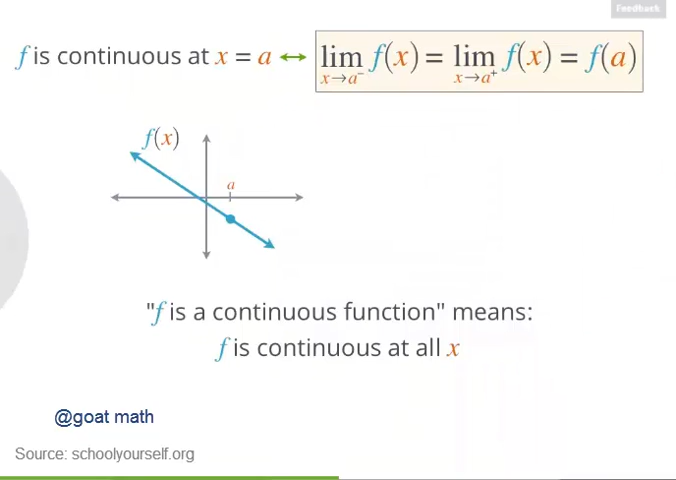 Feedback
f is continuous at x = a ↔ lim x→a⁻ f(x) = lim x→a⁺ f(x) = f(a)
f(x)
a
"f is a continuous function" means:
f is continuous at all x
@goat math
Source: schoolyourself.org